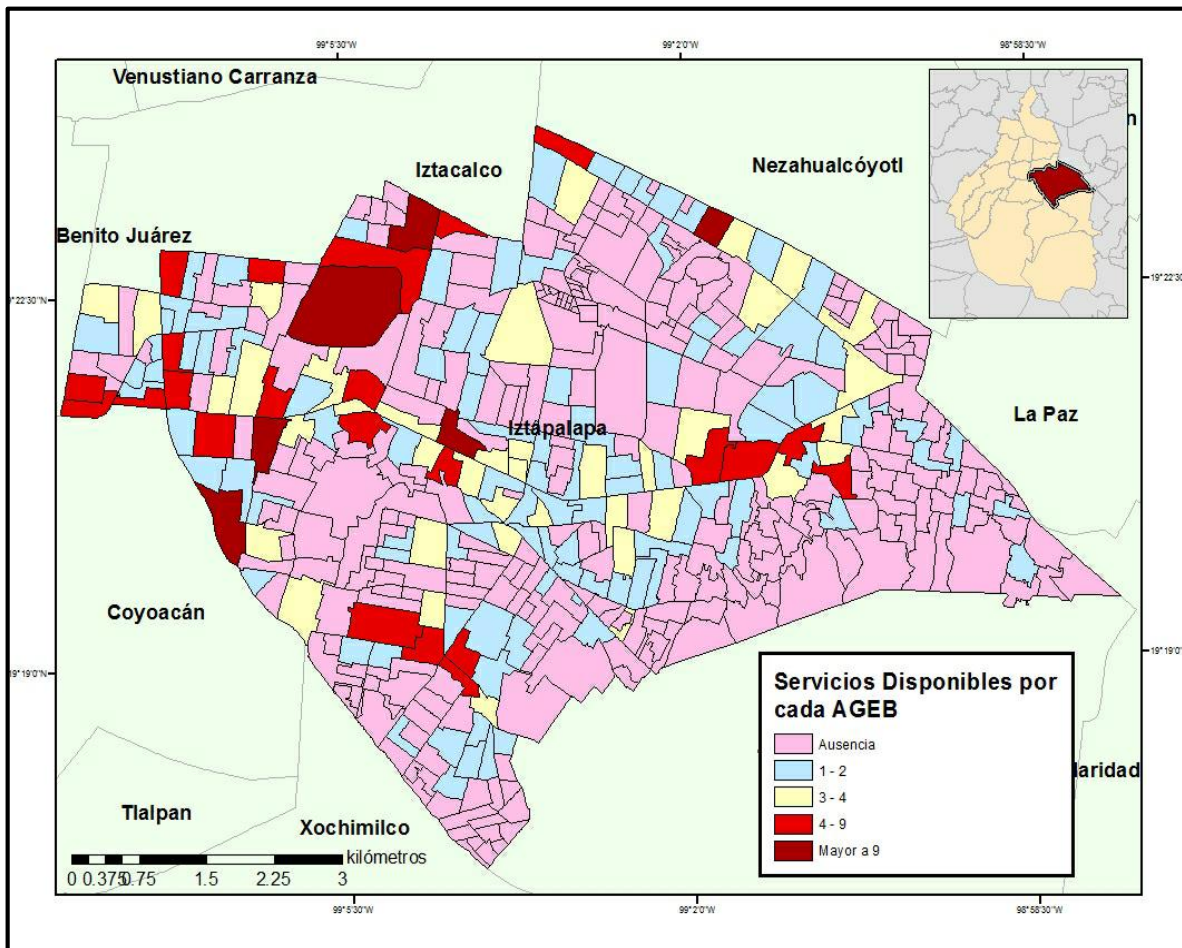 99°5'30"W
99°2'0"W
98°58'30"W
Venustiano Carranza
n
Iztacalco
Nezahualcóyotl
Benito Juárez
19°22'30
9°22'30"N
La Paz
Iztápalapa
Coyoacán
19°19'0
9°19'0"N
Servicios Disponibles por
cada AGEB
Ausencia
1 - 2
3 - 4
4 - 9
Mayor a 9
laridad
Tlalpan
Xochimilco
kilómetros
0 0.375 0.75 1.5 2.25 3
99°5'30"W
99°2'0"W
98°58'30"W